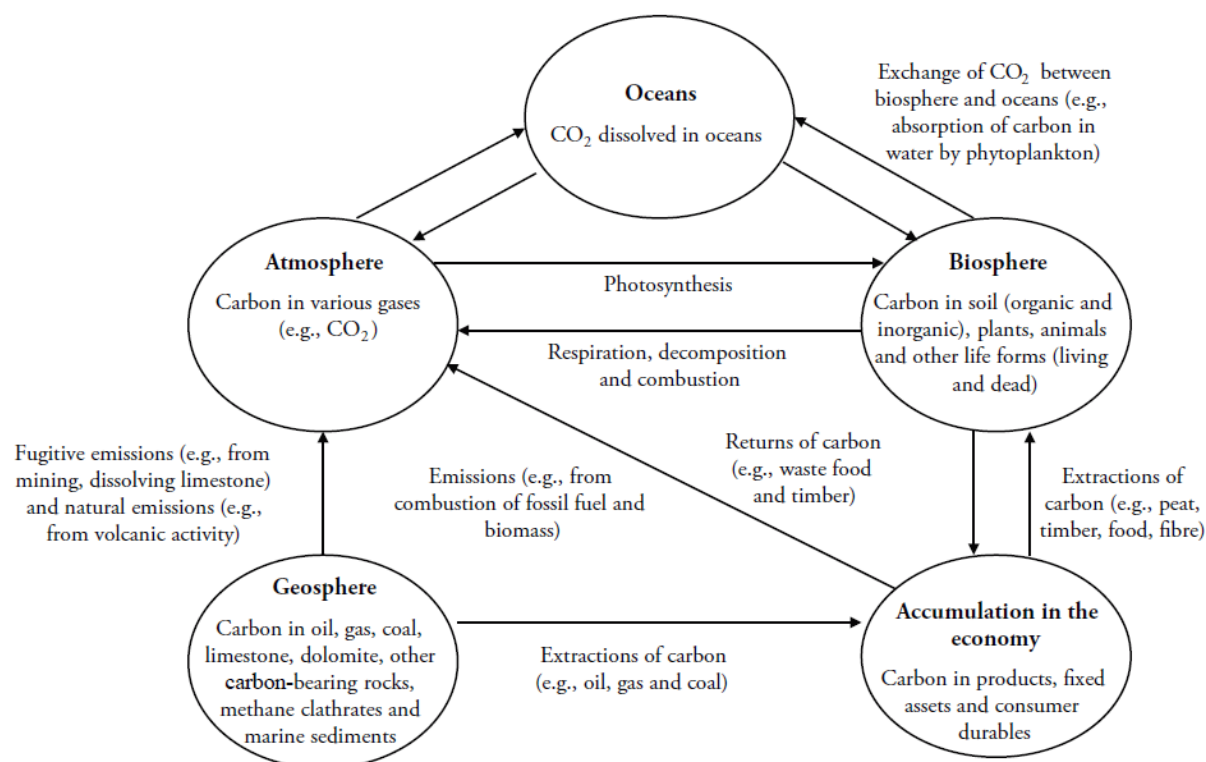 Oceans
CO₂ dissolved in oceans
Exchange of CO₂ between
biosphere and oceans (e.g.,
absorption of carbon in
water by phytoplankton)
Atmosphere
Carbon in various gases
(e.g., CO₂)
Photosynthesis
Biosphere
Carbon in soil (organic and
inorganic), plants, animals
and other life forms (living
and dead)
Respiration, decomposition
and combustion
Fugitive emissions (e.g., from
mining, dissolving limestone)
and natural emissions (e.g.,
from volcanic activity)
Emissions (e.g., from
combustion of fossil fuel and
biomass)
Returns of carbon
(e.g., waste food
and timber)
Extractions of
carbon (e.g., peat,
timber, food, fibre)
Geosphere
Carbon in oil, gas, coal,
limestone, dolomite, other
carbon-bearing rocks,
methane clathrates and
marine sediments
Extractions of carbon
(e.g., oil, gas and coal)
Accumulation in the
economy
Carbon in products, fixed
assets and consumer
durables